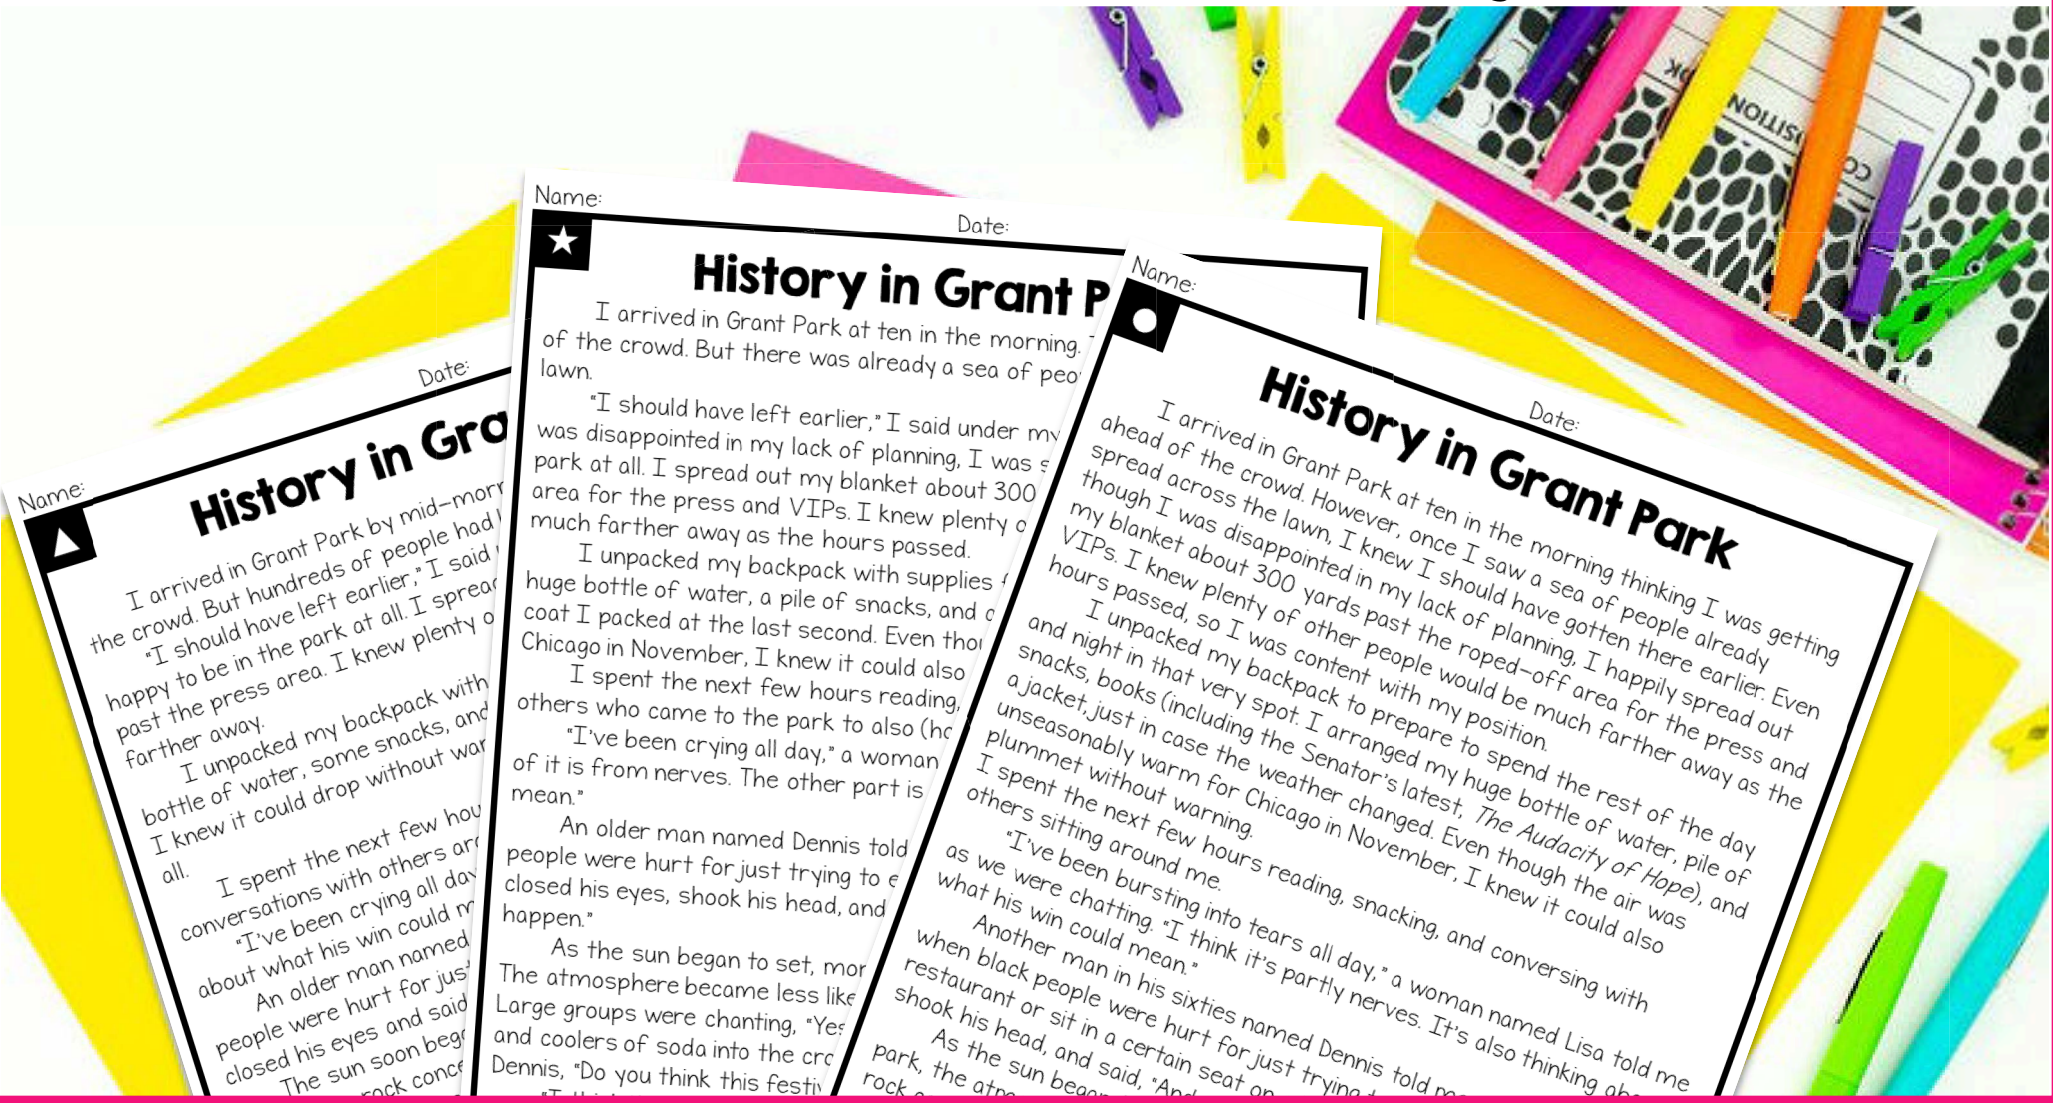 Name:
Date:
History in Gra
I arrived in Grant Park by mid-morn
the crowd. But hundreds of people had
"I should have left earlier," I said
happy to be in the park at all. I spread
past the press area. I knew plenty o
farther away.
I unpacked my backpack with
bottle of water, some snacks, and
I knew it could drop without war
all.
I spent the next few hou
conversations with others aro
"I've been crying all day
about what his win could m
An older man named
people were hurt for just
closed his eyes and said
The sun soon beg
rock conce
Name:
Date:
History in Grant P
I arrived in Grant Park at ten in the morning.
of the crowd. But there was already a sea of peo
lawn.
"I should have left earlier," I said under my
was disappointed in my lack of planning, I was s
park at all. I spread out my blanket about 300
area for the press and VIPs. I knew plenty o
much farther away as the hours passed.
I unpacked my backpack with supplies
huge bottle of water, a pile of snacks, and a
coat I packed at the last second. Even thou
Chicago in November, I knew it could also
I spent the next few hours reading,
others who came to the park to also (ho
"I've been crying all day," a woman
of it is from nerves. The other part is
mean."
An older man named Dennis told
people were hurt for just trying to e
closed his eyes, shook his head, and
happen."
As the sun began to set, mor
The atmosphere became less like
Large groups were chanting, "Yes
and coolers of soda into the cro
Dennis, "Do you think this festiv
Name:
Date:
History in Grant Park
I arrived in Grant Park at ten in the morning thinking I was getting
ahead of the crowd. However, once I saw a sea of people already
spread across the lawn, I knew I should have gotten there earlier. Even
though I was disappointed in my lack of planning, I happily spread out
my blanket about 300 yards past the roped-off area for the press and
VIPs. I knew plenty of other people would be much farther away as the
hours passed, so I was content with my position.
I unpacked my backpack to prepare to spend the rest of the day
and night in that very spot. I arranged my huge bottle of water, pile of
snacks, books (including the Senator's latest, The Audacity of Hope), and
a jacket, just in case the weather changed. Even though the air was
unseasonably warm for Chicago in November, I knew it could also
plummet without warning.
I spent the next few hours reading, snacking, and conversing with
others sitting around me.
"I've been bursting into tears all day," a woman named Lisa told me
as we were chatting. "I think it's partly nerves. It's also thinking abo
what his win could mean."
Another man in his sixties named Dennis told me
when black people were hurt for just trying t
restaurant or sit in a certain seat on
shook his head, and said, "And
As the sun began
park, the atm
rock
COMPOSITION